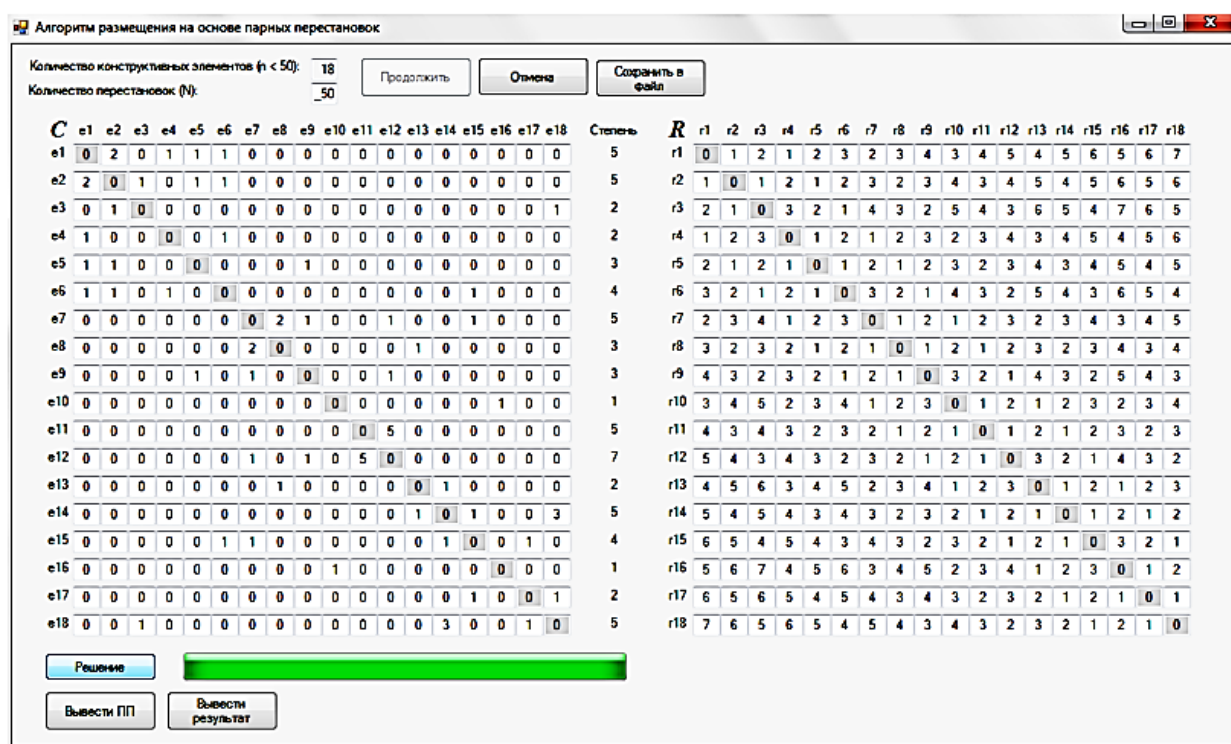 Алгоритм размещения на основе парных перестановок
Количество конструктивных элементов (n < 50): 18
Количество перестановок (N): _50
Продолжить
Отмена
Сохранить в
файл
C e1 e2 e3 e4 e5 e6 e7 e8 e9 e10 e11 e12 e13 e14 e15 e16 e17 e18 Степень R r1 r2 r3 r4 r5 r6 r7 r8 r9 r10 r11 r12 r13 r14 r15 r16 r17 r18
e1 0 2 0 1 1 1 0 0 0 0 0 0 0 0 0 0 0 0 5 r1 0 1 2 1 2 3 2 3 4 3 4 5 4 5 6 5 6 7
e2 2 0 1 0 1 1 0 0 0 0 0 0 0 0 0 0 0 0 5 r2 1 0 1 2 1 2 3 2 3 4 3 4 5 4 5 6 5 6
e3 0 1 0 0 0 0 0 0 0 0 0 0 0 0 0 0 0 1 2 r3 2 1 0 3 2 1 4 3 2 5 4 3 6 5 4 7 6 5
e4 1 0 0 0 0 1 0 0 0 0 0 0 0 0 0 0 0 0 2 r4 1 2 3 0 1 2 1 2 3 2 3 4 3 4 5 4 5 6
e5 1 1 0 0 0 0 0 0 1 0 0 0 0 0 0 0 0 0 3 r5 2 1 2 1 0 1 2 1 2 3 2 3 4 3 4 5 4 5
e6 1 1 0 1 0 0 0 0 0 0 0 0 0 0 1 0 0 0 4 r6 3 2 1 2 1 0 3 2 1 4 3 2 5 4 3 6 5 4
e7 0 0 0 0 0 0 0 2 1 0 0 1 0 0 1 0 0 0 5 r7 2 3 4 1 2 3 0 1 2 1 2 3 2 3 4 3 4 5
e8 0 0 0 0 0 0 2 0 0 0 0 0 1 0 0 0 0 0 3 r8 3 2 3 2 1 2 1 0 1 2 1 2 3 2 3 4 3 4
e9 0 0 0 0 1 0 1 0 0 0 0 1 0 0 0 0 0 0 3 r9 4 3 2 3 2 1 2 1 0 3 2 1 4 3 2 5 4 3
e10 0 0 0 0 0 0 0 0 0 0 0 0 0 0 0 1 0 0 1 r10 3 4 5 2 3 4 1 2 3 0 1 2 1 2 3 2 3 4
e11 0 0 0 0 0 0 0 0 0 0 0 5 0 0 0 0 0 0 5 r11 4 3 4 3 2 3 2 1 2 1 0 1 2 1 2 3 2 3
e12 0 0 0 0 0 0 1 0 1 0 5 0 0 0 0 0 0 0 7 r12 5 4 3 4 3 2 3 2 1 2 1 0 3 2 1 4 3 2
e13 0 0 0 0 0 0 0 1 0 0 0 0 0 1 0 0 0 0 2 r13 4 5 6 3 4 5 2 3 4 1 2 3 0 1 2 1 2 3
e14 0 0 0 0 0 0 0 0 0 0 0 0 1 0 1 0 0 3 5 r14 5 4 5 4 3 4 3 2 3 2 1 2 1 0 1 2 1 2
e15 0 0 0 0 0 1 1 0 0 0 0 0 0 1 0 0 1 0 4 r15 6 5 4 5 4 3 4 3 2 3 2 1 2 1 0 3 2 1
e16 0 0 0 0 0 0 0 0 0 1 0 0 0 0 0 0 0 0 1 r16 5 6 7 4 5 6 3 4 5 2 3 4 1 2 3 0 1 2
e17 0 0 0 0 0 0 0 0 0 0 0 0 0 0 1 0 0 1 2 r17 6 5 6 5 4 5 4 3 4 3 2 3 2 1 2 1 0 1
e18 0 0 1 0 0 0 0 0 0 0 0 0 0 3 0 0 1 0 5 r18 7 6 5 6 5 4 5 4 3 4 3 2 3 2 1 2 1 0
Решение
Вывести ПП
Вывести
результат